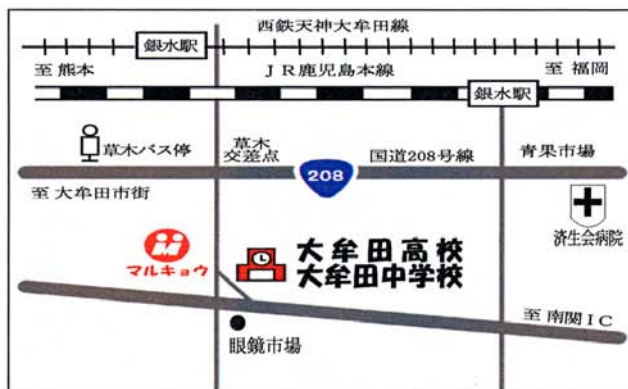 西鉄天神大牟田線
銀水駅
至 熊本
JR鹿児島本線
至 福岡
銀水駅
草木バス停
草木
交差点
国道208号線
青果市場
208
至 大牟田市街
済生会病院
マルキョウ
大牟田高校
大牟田中学校
至 南関IC
眼鏡市場